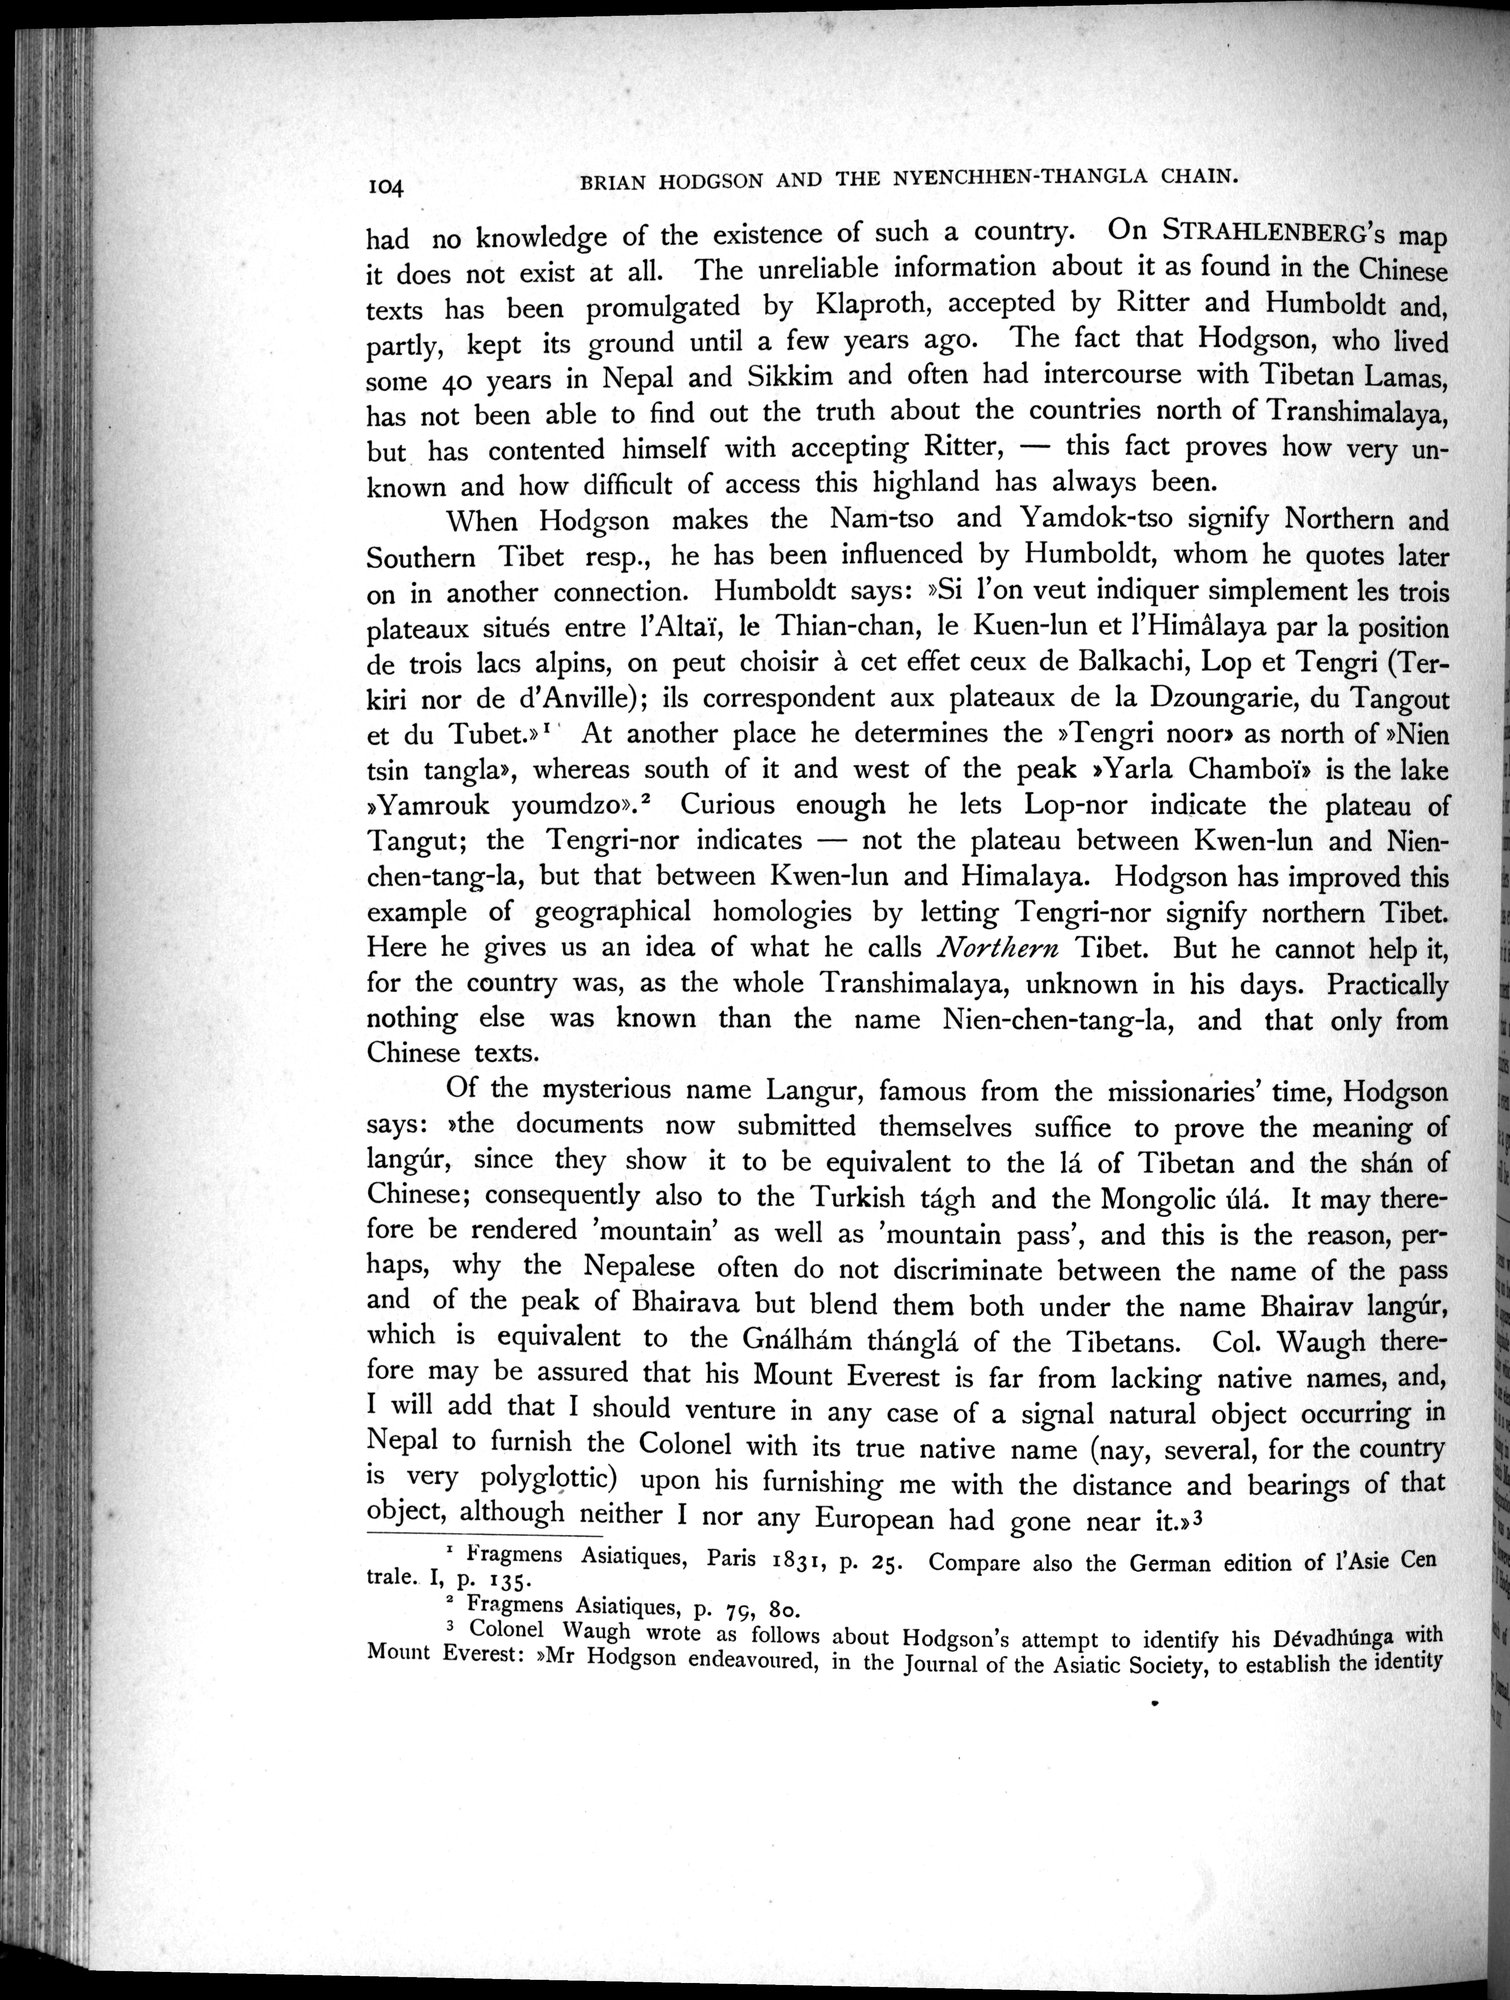 104 BRIAN HODGSON AND THE NYENCHHEN-THANGLA CHAIN.
had no knowledge of the existence of such a country. On STRAHLENBERG's map
it does not exist at all. The unreliable information about it as found in the Chinese
texts has been promulgated by Klaproth, accepted by Ritter and Humboldt and,
partly, kept its ground until a few years ago. The fact that Hodgson, who lived
some 40 years in Nepal and Sikkim and often had intercourse with Tibetan Lamas,
has not been able to find out the truth about the countries north of Transhimalaya,
but has contented himself with accepting Ritter, — this fact proves how very un-
known and how difficult of access this highland has always been.
When Hodgson makes the Nam-tso and Yamdok-tso signify Northern and
Southern Tibet resp., he has been influenced by Humboldt, whom he quotes later
on in another connection. Humboldt says: »Si l'on veut indiquer simplement les trois
plateaux situés entre l'Altaï, le Thian-chan, le Kuen-lun et l'Himâlaya par la position
de trois lacs alpins, on peut choisir à cet effet ceux de Balkachi, Lop et Tengri (Ter-
kiri nor de d'Anville); ils correspondent aux plateaux de la Dzoungarie, du Tangout
et du Tubet.»¹ At another place he determines the »Tengri noor» as north of »Nien
tsin tangla», whereas south of it and west of the peak »Yarla Chamboï» is the lake
»Yamrouk youmdzo».² Curious enough he lets Lop-nor indicate the plateau of
Tangut; the Tengri-nor indicates — not the plateau between Kwen-lun and Nien-
chen-tang-la, but that between Kwen-lun and Himalaya. Hodgson has improved this
example of geographical homologies by letting Tengri-nor signify northern Tibet.
Here he gives us an idea of what he calls Northern Tibet. But he cannot help it,
for the country was, as the whole Transhimalaya, unknown in his days. Practically
nothing else was known than the name Nien-chen-tang-la, and that only from
Chinese texts.
Of the mysterious name Langur, famous from the missionaries' time, Hodgson
says: »the documents now submitted themselves suffice to prove the meaning of
langúr, since they show it to be equivalent to the lá of Tibetan and the shán of
Chinese; consequently also to the Turkish tágh and the Mongolic úlá. It may there-
fore be rendered 'mountain' as well as 'mountain pass', and this is the reason, per-
haps, why the Nepalese often do not discriminate between the name of the pass
and of the peak of Bhairava but blend them both under the name Bhairav langúr,
which is equivalent to the Gnálhám thánglá of the Tibetans. Col. Waugh there-
fore may be assured that his Mount Everest is far from lacking native names, and,
I will add that I should venture in any case of a signal natural object occurring in
Nepal to furnish the Colonel with its true native name (nay, several, for the country
is very polyglottic) upon his furnishing me with the distance and bearings of that
object, although neither I nor any European had gone near it.»³
¹ Fragmens Asiatiques, Paris 1831, p. 25. Compare also the German edition of l'Asie Cen
trale. I, p. 135.
² Fragmens Asiatiques, p. 79, 80.
³ Colonel Waugh wrote as follows about Hodgson's attempt to identify his Dévadhúnga with
Mount Everest: »Mr Hodgson endeavoured, in the Journal of the Asiatic Society, to establish the identity